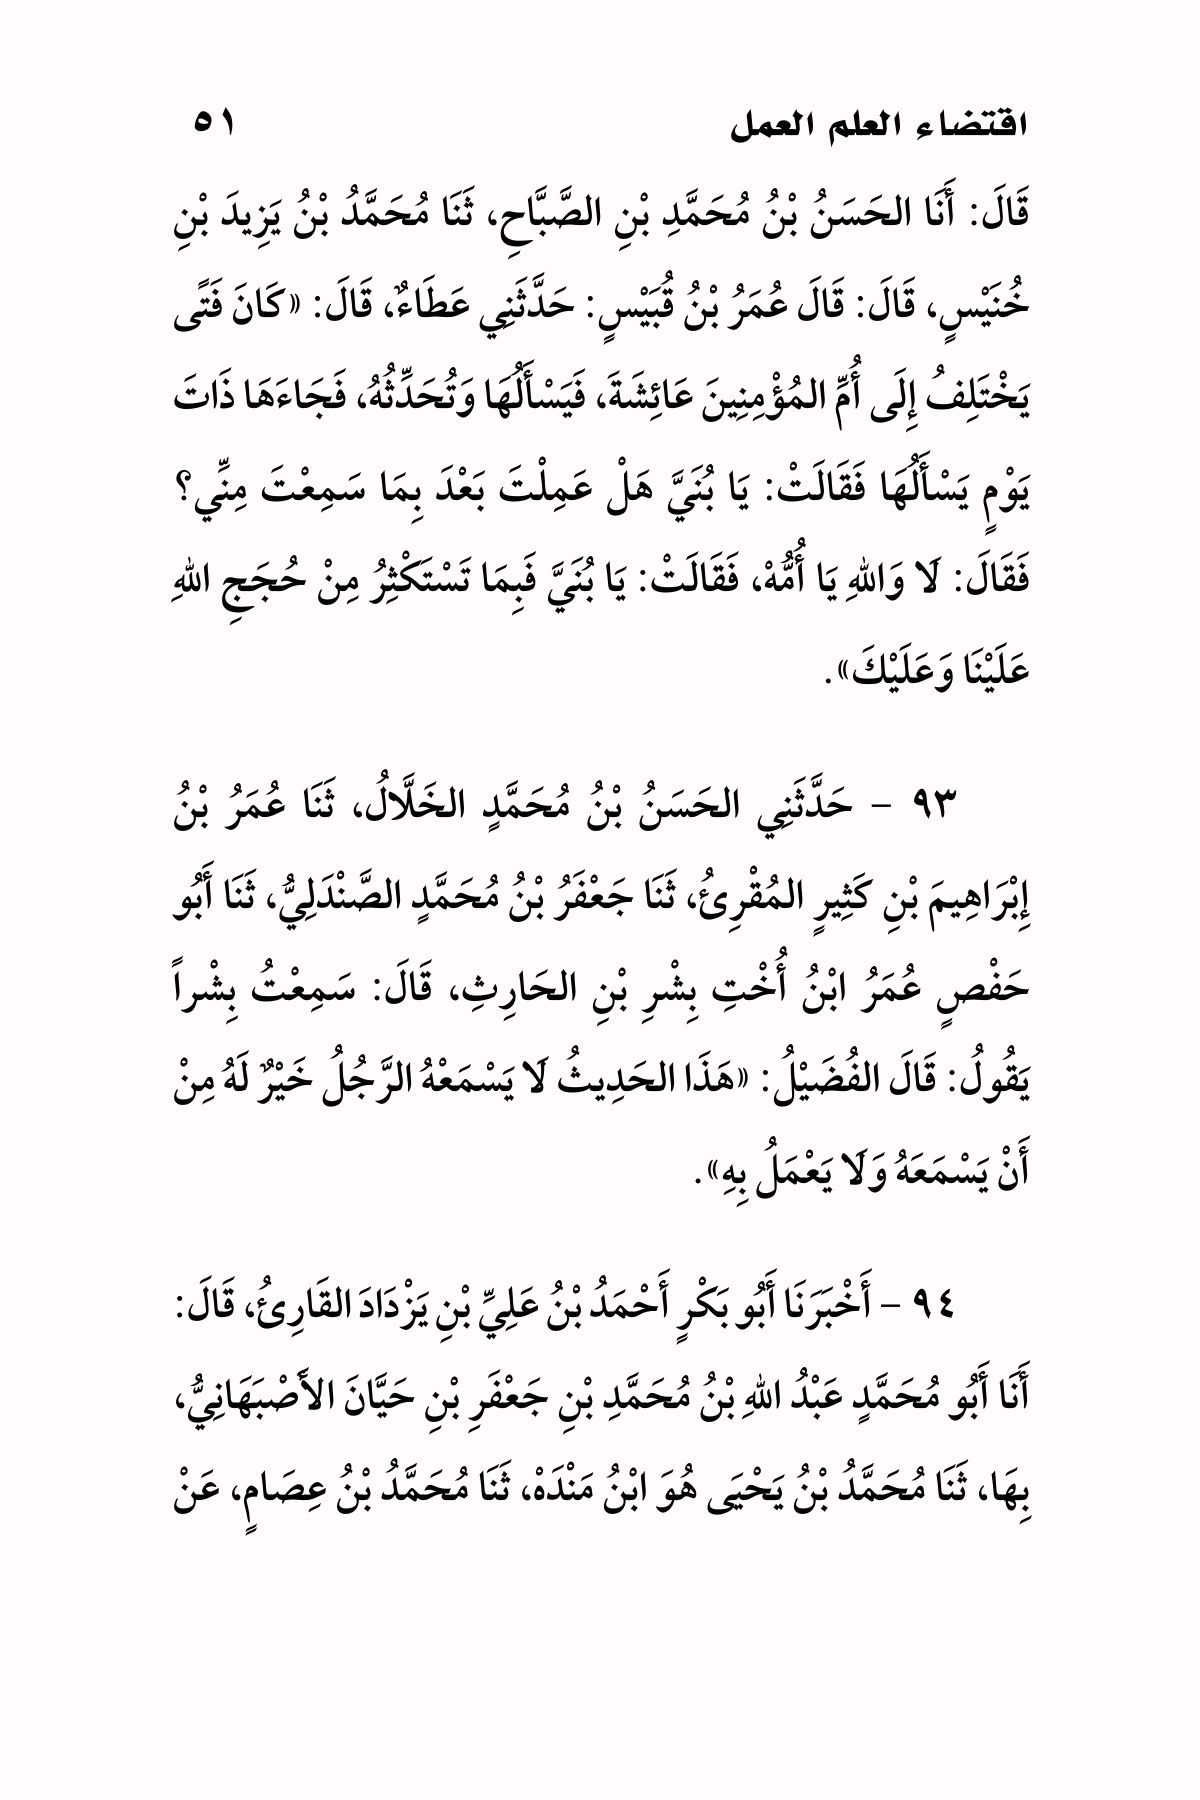 اقتضاء العلم العمل ٥١
قَالَ: أَنَا الحَسَنُ بْنُ مُحَمَّدِ بْنِ الصَّبَّاحِ، ثَنَا مُحَمَّدُ بْنُ يَزِيدَ بْنِ
خُنَيْسٍ، قَالَ: قَالَ عُمَرُ بْنُ قُبَيْسٍ: حَدَّثَنِي عَطَاءٌ، قَالَ: «كَانَ فَتًى
يَخْتَلِفُ إِلَى أُمِّ المُؤْمِنِينَ عَائِشَةَ، فَيَسْأَلُهَا وَتُحَدِّثُهُ، فَجَاءَهَا ذَاتَ
يَوْمٍ يَسْأَلُهَا فَقَالَتْ: يَا بُنَيَّ هَلْ عَمِلْتَ بَعْدَ بِمَا سَمِعْتَ مِنِّي؟
فَقَالَ: لَا وَاللهِ يَا أُمُّهْ، فَقَالَتْ: يَا بُنَيَّ فَبِمَا تَسْتَكْثِرُ مِنْ حُجَجِ اللهِ
عَلَيْنَا وَعَلَيْكَ».
٩٣ – حَدَّثَنِي الحَسَنُ بْنُ مُحَمَّدٍ الخَلَّالُ، ثَنَا عُمَرُ بْنُ
إِبْرَاهِيمَ بْنِ كَثِيرٍ المُقْرِئُ، ثَنَا جَعْفَرُ بْنُ مُحَمَّدٍ الصَّنْدَلِيُّ، ثَنَا أَبُو
حَفْصٍ عُمَرُ ابْنُ أُخْتِ بِشْرِ بْنِ الحَارِثِ، قَالَ: سَمِعْتُ بِشْراً
يَقُولُ: قَالَ الفُضَيْلُ: «هَذَا الحَدِيثُ لَا يَسْمَعْهُ الرَّجُلُ خَيْرٌ لَهُ مِنْ
أَنْ يَسْمَعَهُ وَلَا يَعْمَلُ بِهِ».
٩٤ – أَخْبَرَنَا أَبُو بَكْرٍ أَحْمَدُ بْنُ عَلِيِّ بْنِ يَزْدَادَ القَارِئُ، قَالَ:
أَنَا أَبُو مُحَمَّدٍ عَبْدُ اللهِ بْنُ مُحَمَّدِ بْنِ جَعْفَرِ بْنِ حَيَّانَ الأَصْبَهَانِيُّ،
بِهَا، ثَنَا مُحَمَّدُ بْنُ يَحْيَى هُوَ ابْنُ مَنْدَهْ، ثَنَا مُحَمَّدُ بْنُ عِصَامٍ، عَنْ